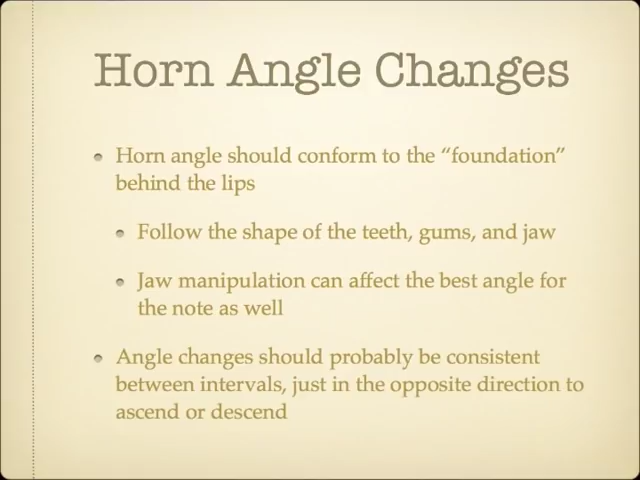 Horn Angle Changes
Horn angle should conform to the “foundation”
behind the lips
Follow the shape of the teeth, gums, and jaw
Jaw manipulation can affect the best angle for
the note as well
Angle changes should probably be consistent
between intervals, just in the opposite direction to
ascend or descend